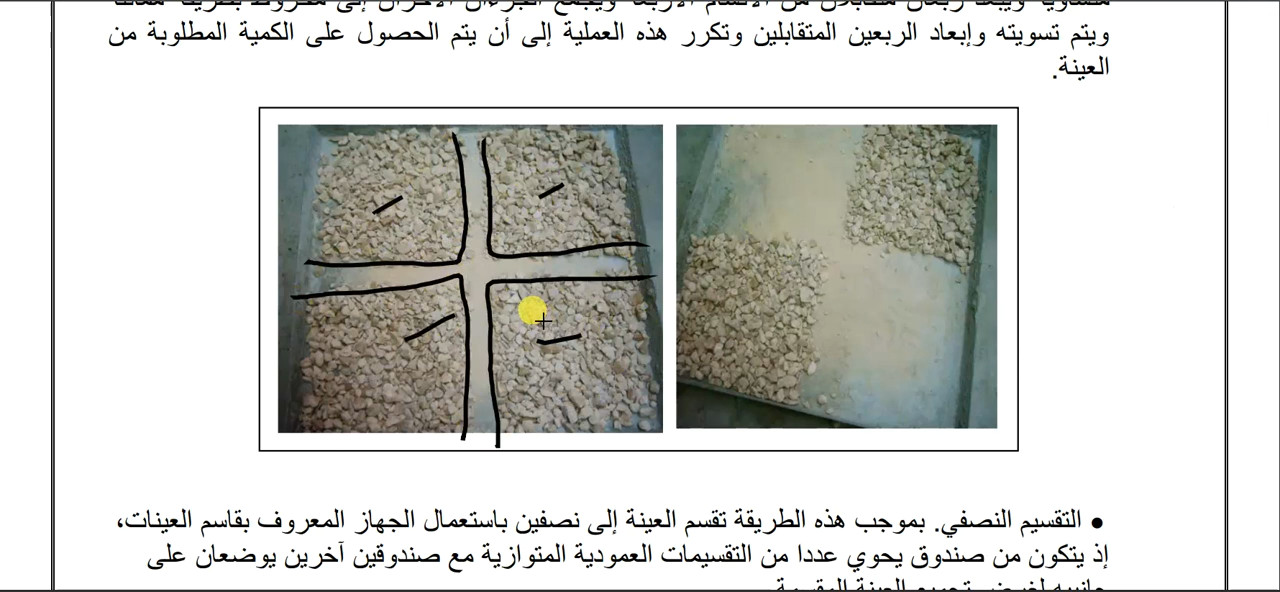 ويتم تسويته وإبعاد الربعين المتقابلين وتكرر هذه العملية إلى أن يتم الحصول على الكمية المطلوبة من
العينة.
• التقسيم النصفي. بموجب هذه الطريقة تقسم العينة إلى نصفين باستعمال الجهاز المعروف بقاسم العينات،
إذ يتكون من صندوق يحوي عددا من التقسيمات العمودية المتوازية مع صندوقين آخرين يوضعان على